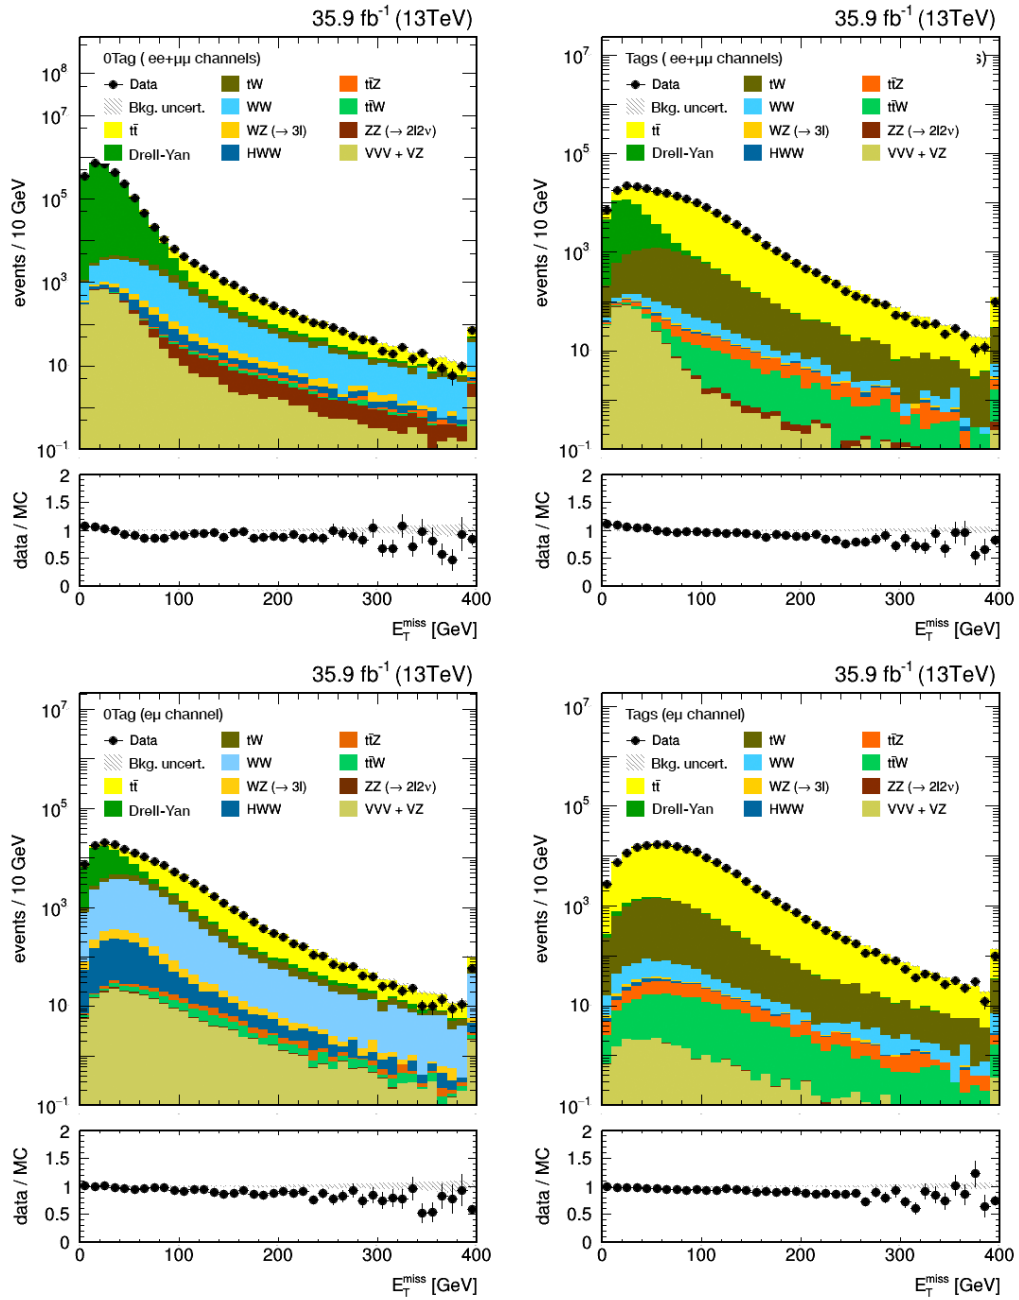 35.9 fb⁻¹ (13TeV)
0Tag ( ee+μμ channels)
Data
Bkg. uncert.
tt̄
Drell-Yan
tW
WW
WZ (→ 3l)
HWW
tt̄Z
tt̄W
ZZ (→ 2l2ν)
VVV + VZ
events / 10 GeV
10⁸
10⁷
10⁵
10³
10
10⁻¹
data / MC
2
1.5
1
0.5
0
0 100 200 300 400
E_T^miss [GeV]
35.9 fb⁻¹ (13TeV)
Tags ( ee+μμ channels) s)
Data
Bkg. uncert.
tt̄
Drell-Yan
tW
WW
WZ (→ 3l)
HWW
tt̄Z
tt̄W
ZZ (→ 2l2ν)
VVV + VZ
events / 10 GeV
10⁷
10⁵
10³
10
10⁻¹
data / MC
2
1.5
1
0.5
0
0 100 200 300 400
E_T^miss [GeV]
35.9 fb⁻¹ (13TeV)
0Tag (eμ channel)
Data
Bkg. uncert.
tt̄
Drell-Yan
tW
WW
WZ (→ 3l)
HWW
tt̄Z
tt̄W
ZZ (→ 2l2ν)
VVV + VZ
events / 10 GeV
10⁷
10⁵
10³
10
10⁻¹
data / MC
2
1.5
1
0.5
0
0 100 200 300 400
E_T^miss [GeV]
35.9 fb⁻¹ (13TeV)
Tags (eμ channel)
Data
Bkg. uncert.
tt̄
Drell-Yan
tW
WW
WZ (→ 3l)
HWW
tt̄Z
tt̄W
ZZ (→ 2l2ν)
VVV + VZ
events / 10 GeV
10⁷
10⁵
10³
10
10⁻¹
data / MC
2
1.5
1
0.5
0
0 100 200 300 400
E_T^miss [GeV]